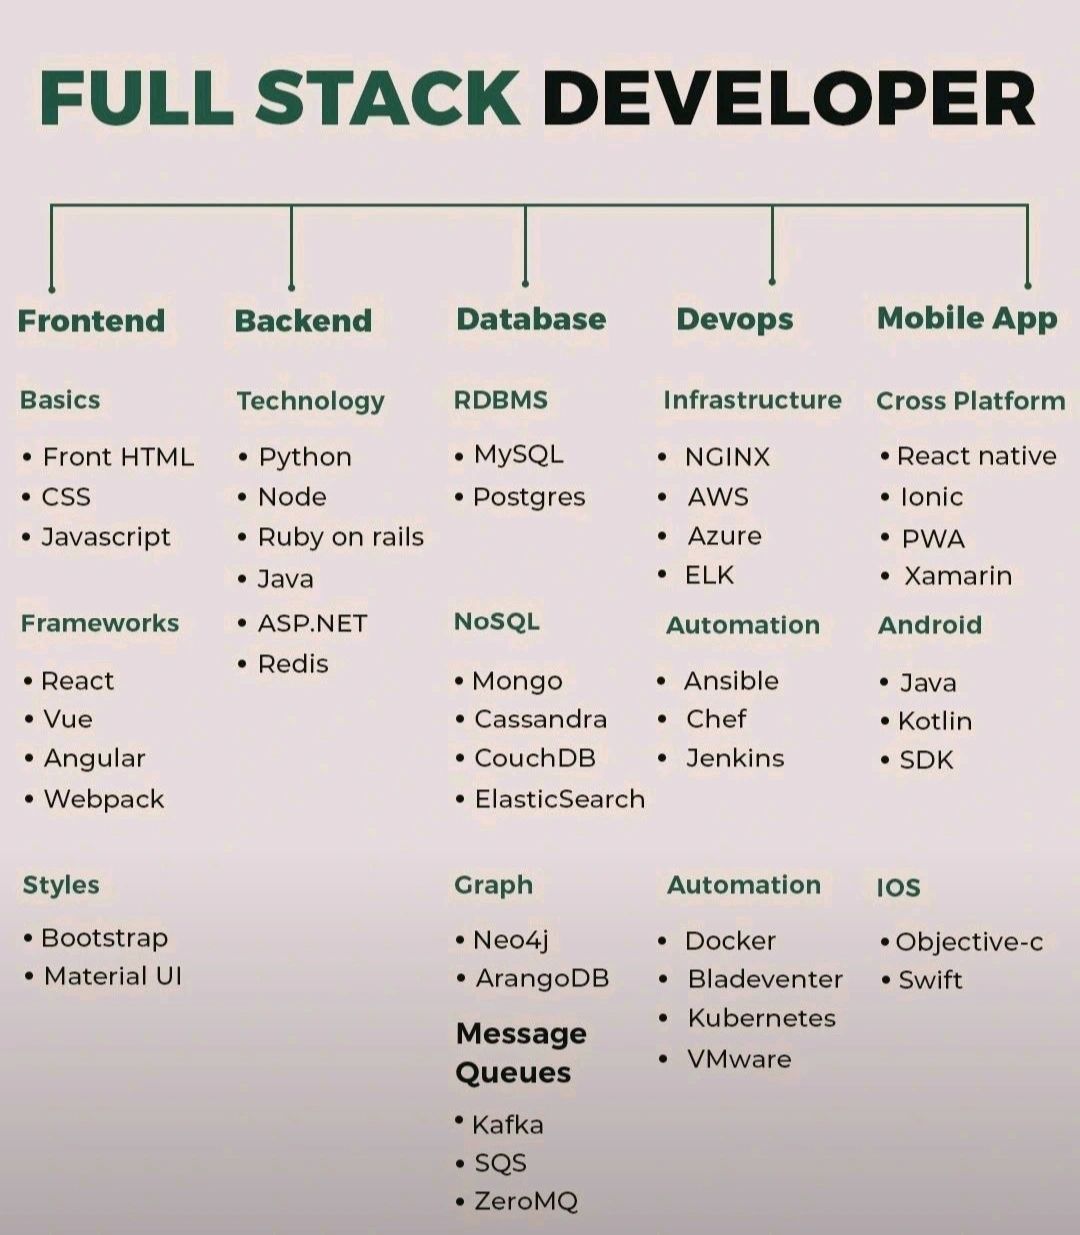 FULL STACK DEVELOPER
Frontend
Basics
• Front HTML
• CSS
• Javascript
Frameworks
• React
• Vue
• Angular
• Webpack
Styles
• Bootstrap
• Material UI
Backend
Technology
• Python
• Node
• Ruby on rails
• Java
• ASP.NET
• Redis
Database
RDBMS
• MySQL
• Postgres
NoSQL
• Mongo
• Cassandra
• CouchDB
• ElasticSearch
Graph
• Neo4j
• ArangoDB
Message
Queues
• Kafka
• SQS
• ZeroMQ
Devops
Infrastructure
• NGINX
• AWS
• Azure
• ELK
Automation
• Ansible
• Chef
• Jenkins
Automation
• Docker
• Bladeventer
• Kubernetes
• VMware
Mobile App
Cross Platform
• React native
• Ionic
• PWA
• Xamarin
Android
• Java
• Kotlin
• SDK
IOS
• Objective-c
• Swift